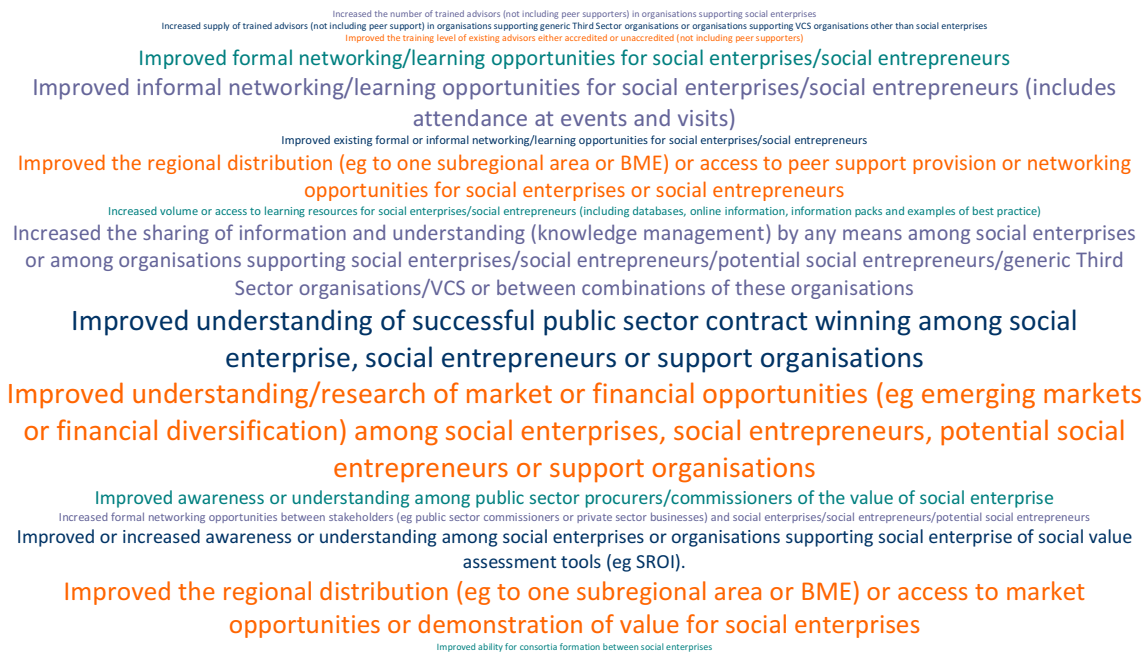 Increased the number of trained advisors (not including peer supporters) in organisations supporting social enterprises
Increased supply of trained advisors (not including peer support) in organisations supporting generic Third Sector organisations or organisations supporting VCS organisations other than social enterprises
Improved the training level of existing advisors either accredited or unaccredited (not including peer supporters)
Improved formal networking/learning opportunities for social enterprises/social entrepreneurs
Improved informal networking/learning opportunities for social enterprises/social entrepreneurs (includes
attendance at events and visits)
Improved existing formal or informal networking/learning opportunities for social enterprises/social entrepreneurs
Improved the regional distribution (eg to one subregional area or BME) or access to peer support provision or networking
opportunities for social enterprises or social entrepreneurs
Increased volume or access to learning resources for social enterprises/social entrepreneurs (including databases, online information, information packs and examples of best practice)
Increased the sharing of information and understanding (knowledge management) by any means among social enterprises
or among organisations supporting social enterprises/social entrepreneurs/potential social entrepreneurs/generic Third
Sector organisations/VCS or between combinations of these organisations
Improved understanding of successful public sector contract winning among social
enterprise, social entrepreneurs or support organisations
Improved understanding/research of market or financial opportunities (eg emerging markets
or financial diversification) among social enterprises, social entrepreneurs, potential social
entrepreneurs or support organisations
Improved awareness or understanding among public sector procurers/commissioners of the value of social enterprise
Increased formal networking opportunities between stakeholders (eg public sector commissioners or private sector businesses) and social enterprises/social entrepreneurs/potential social entrepreneurs
Improved or increased awareness or understanding among social enterprises or organisations supporting social enterprise of social value
assessment tools (eg SROI).
Improved the regional distribution (eg to one subregional area or BME) or access to market
opportunities or demonstration of value for social enterprises
Improved ability for consortia formation between social enterprises